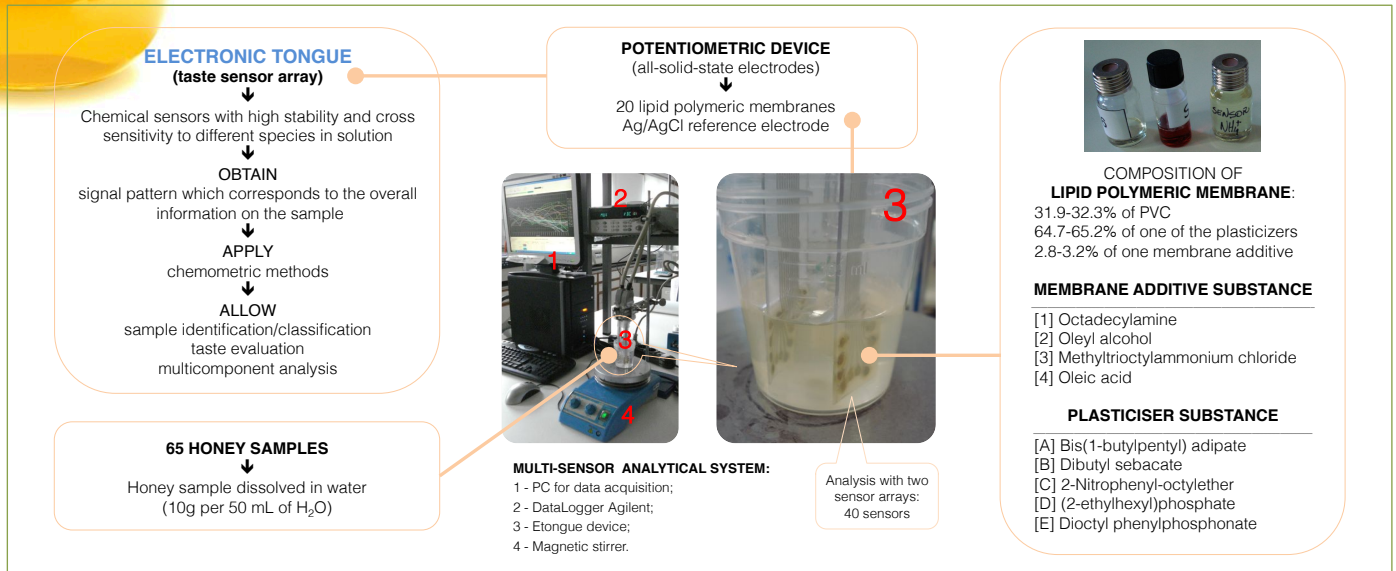 ELECTRONIC TONGUE
(taste sensor array)
Chemical sensors with high stability and cross
sensitivity to different species in solution
OBTAIN
signal pattern which corresponds to the overall
information on the sample
APPLY
chemometric methods
ALLOW
sample identification/classification
taste evaluation
multicomponent analysis
65 HONEY SAMPLES
Honey sample dissolved in water
(10g per 50 mL of H₂O)
POTENTIOMETRIC DEVICE
(all-solid-state electrodes)
20 lipid polymeric membranes
Ag/AgCl reference electrode
1
2
3
4
3
MULTI-SENSOR ANALYTICAL SYSTEM:
1 - PC for data acquisition;
2 - DataLogger Agilent;
3 - Etongue device;
4 - Magnetic stirrer.
Analysis with two
sensor arrays:
40 sensors
SENSOR
NH₄⁺
COMPOSITION OF
LIPID POLYMERIC MEMBRANE:
31.9-32.3% of PVC
64.7-65.2% of one of the plasticizers
2.8-3.2% of one membrane additive
MEMBRANE ADDITIVE SUBSTANCE
[1] Octadecylamine
[2] Oleyl alcohol
[3] Methyltrioctylammonium chloride
[4] Oleic acid
PLASTICISER SUBSTANCE
[A] Bis(1-butylpentyl) adipate
[B] Dibutyl sebacate
[C] 2-Nitrophenyl-octylether
[D] (2-ethylhexyl)phosphate
[E] Dioctyl phenylphosphonate